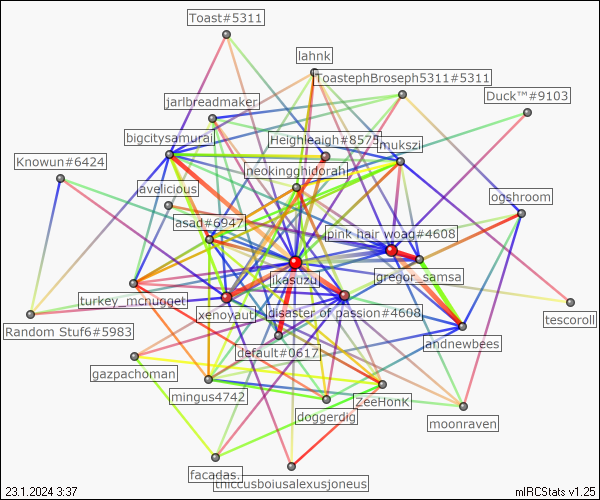 Toast#5311
lahnk
ToastephBroseph5311#5311
Duck™#9103
jarlbreadmaker
bigcitysamurai
Heighleagh#8575
mukszi
Knowun#6424
neokingghidorah
avelicious
ogshroom
asad#6947
pink hair woag#4608
ikasuzu
gregor_samsa
turkey_mcnugget
xenoyaut
disaster of passion#4608
tescoroll
Random Stuf6#5983
default#0617
andnewbees
gazpachoman
mingus4742
ZeeHonK
doggerdig
moonraven
facadas.
thiccusboiusalexusjoneus
23.1.2024 3:37
mIRCStats v1.25